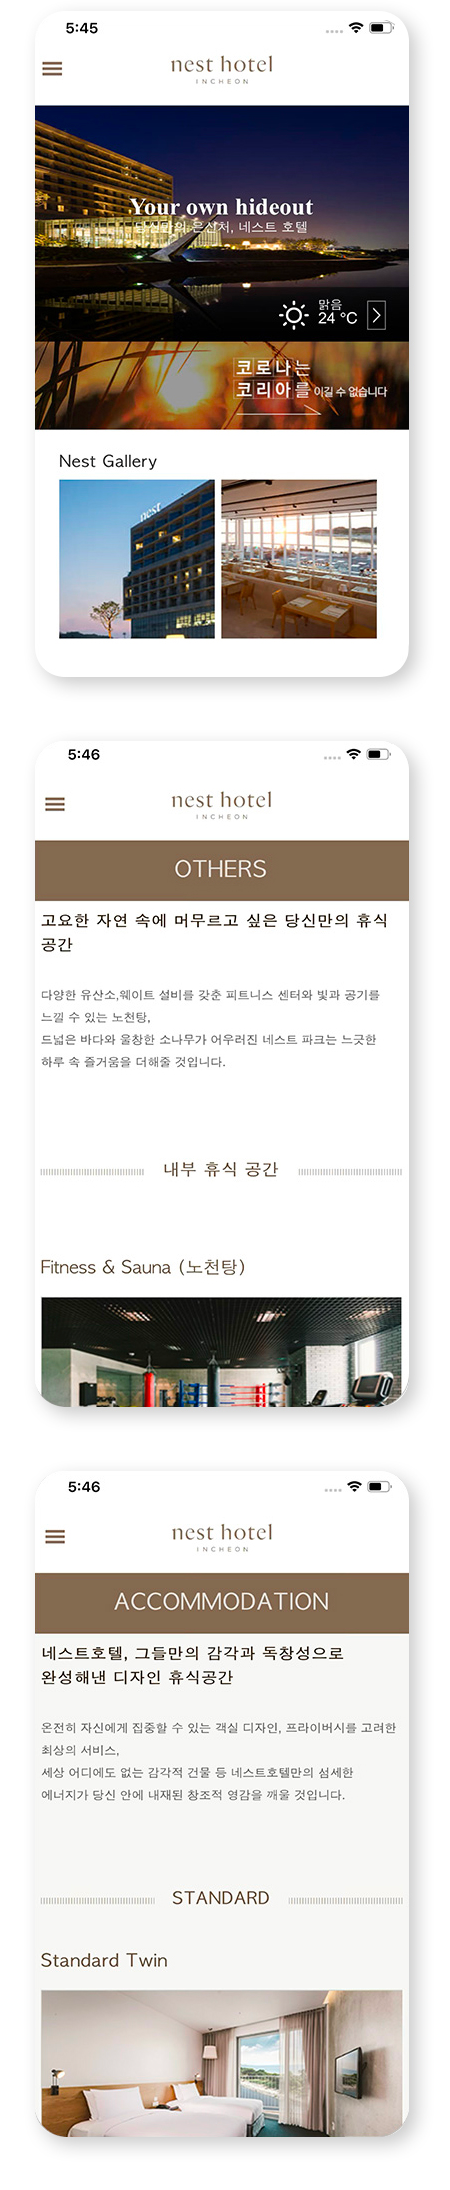 5:45
nest hotel
INCHEON
Your own hideout
당신만의 은신처, 네스트 호텔
맑음
24 °C
코로나는
코리아를 이길 수 없습니다
Nest Gallery
nest
5:46
nest hotel
INCHEON
OTHERS
고요한 자연 속에 머무르고 싶은 당신만의 휴식
공간
다양한 유산소,웨이트 설비를 갖춘 피트니스 센터와 빛과 공기를
느낄 수 있는 노천탕,
드넓은 바다와 울창한 소나무가 어우러진 네스트 파크는 느긋한
하루 속 즐거움을 더해줄 것입니다.
내부 휴식 공간
Fitness & Sauna (노천탕)
5:46
nest hotel
INCHEON
ACCOMMODATION
네스트호텔, 그들만의 감각과 독창성으로
완성해낸 디자인 휴식공간
온전히 자신에게 집중할 수 있는 객실 디자인, 프라이버시를 고려한
최상의 서비스,
세상 어디에도 없는 감각적 건물 등 네스트호텔만의 섬세한
에너지가 당신 안에 내재된 창조적 영감을 깨울 것입니다.
STANDARD
Standard Twin